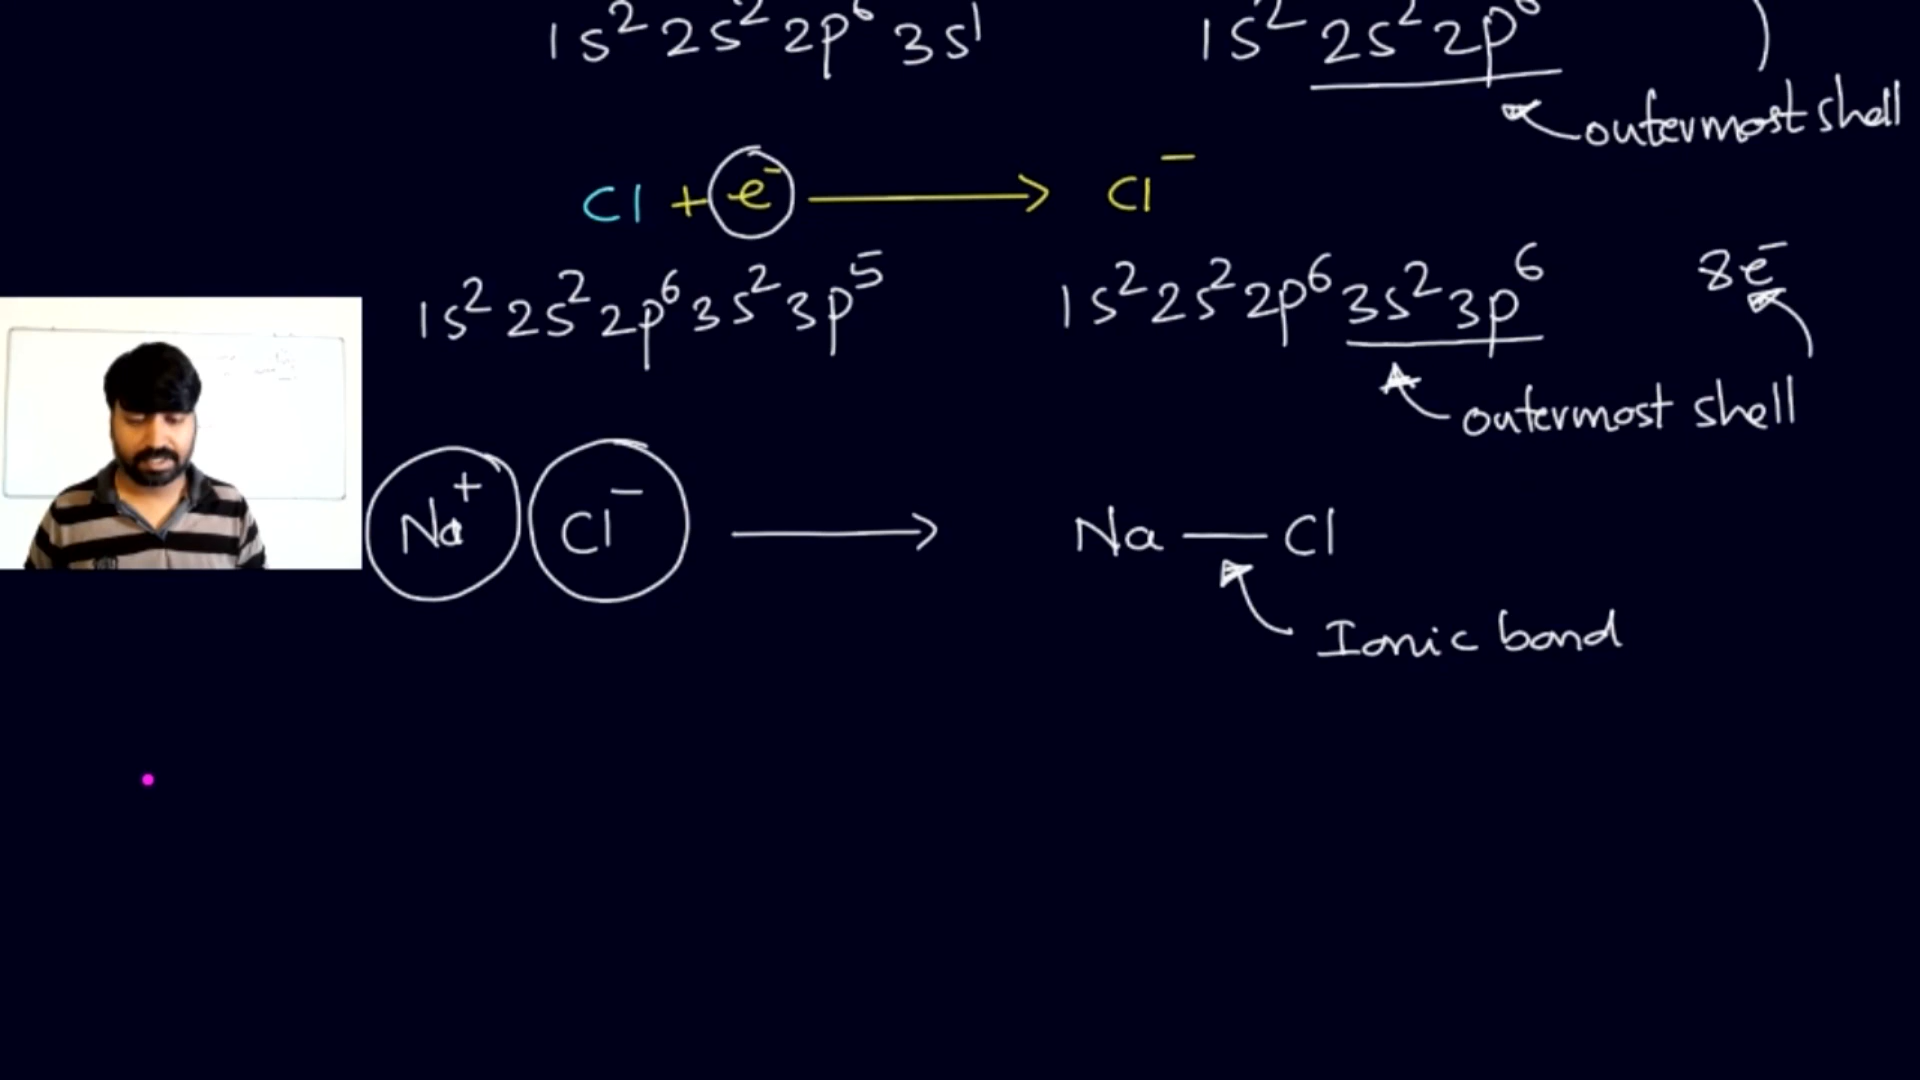 1s² 2s² 2p⁶ 3s¹ 1s² 2s² 2p⁶ )
outermost shell
Cl + e⁻ ⟶ Cl⁻
1s² 2s² 2p⁶ 3s² 3p⁵ 1s² 2s² 2p⁶ 3s² 3p⁶ 8e⁻
outermost shell
Na⁺ Cl⁻ ⟶ Na — Cl
Ionic bond